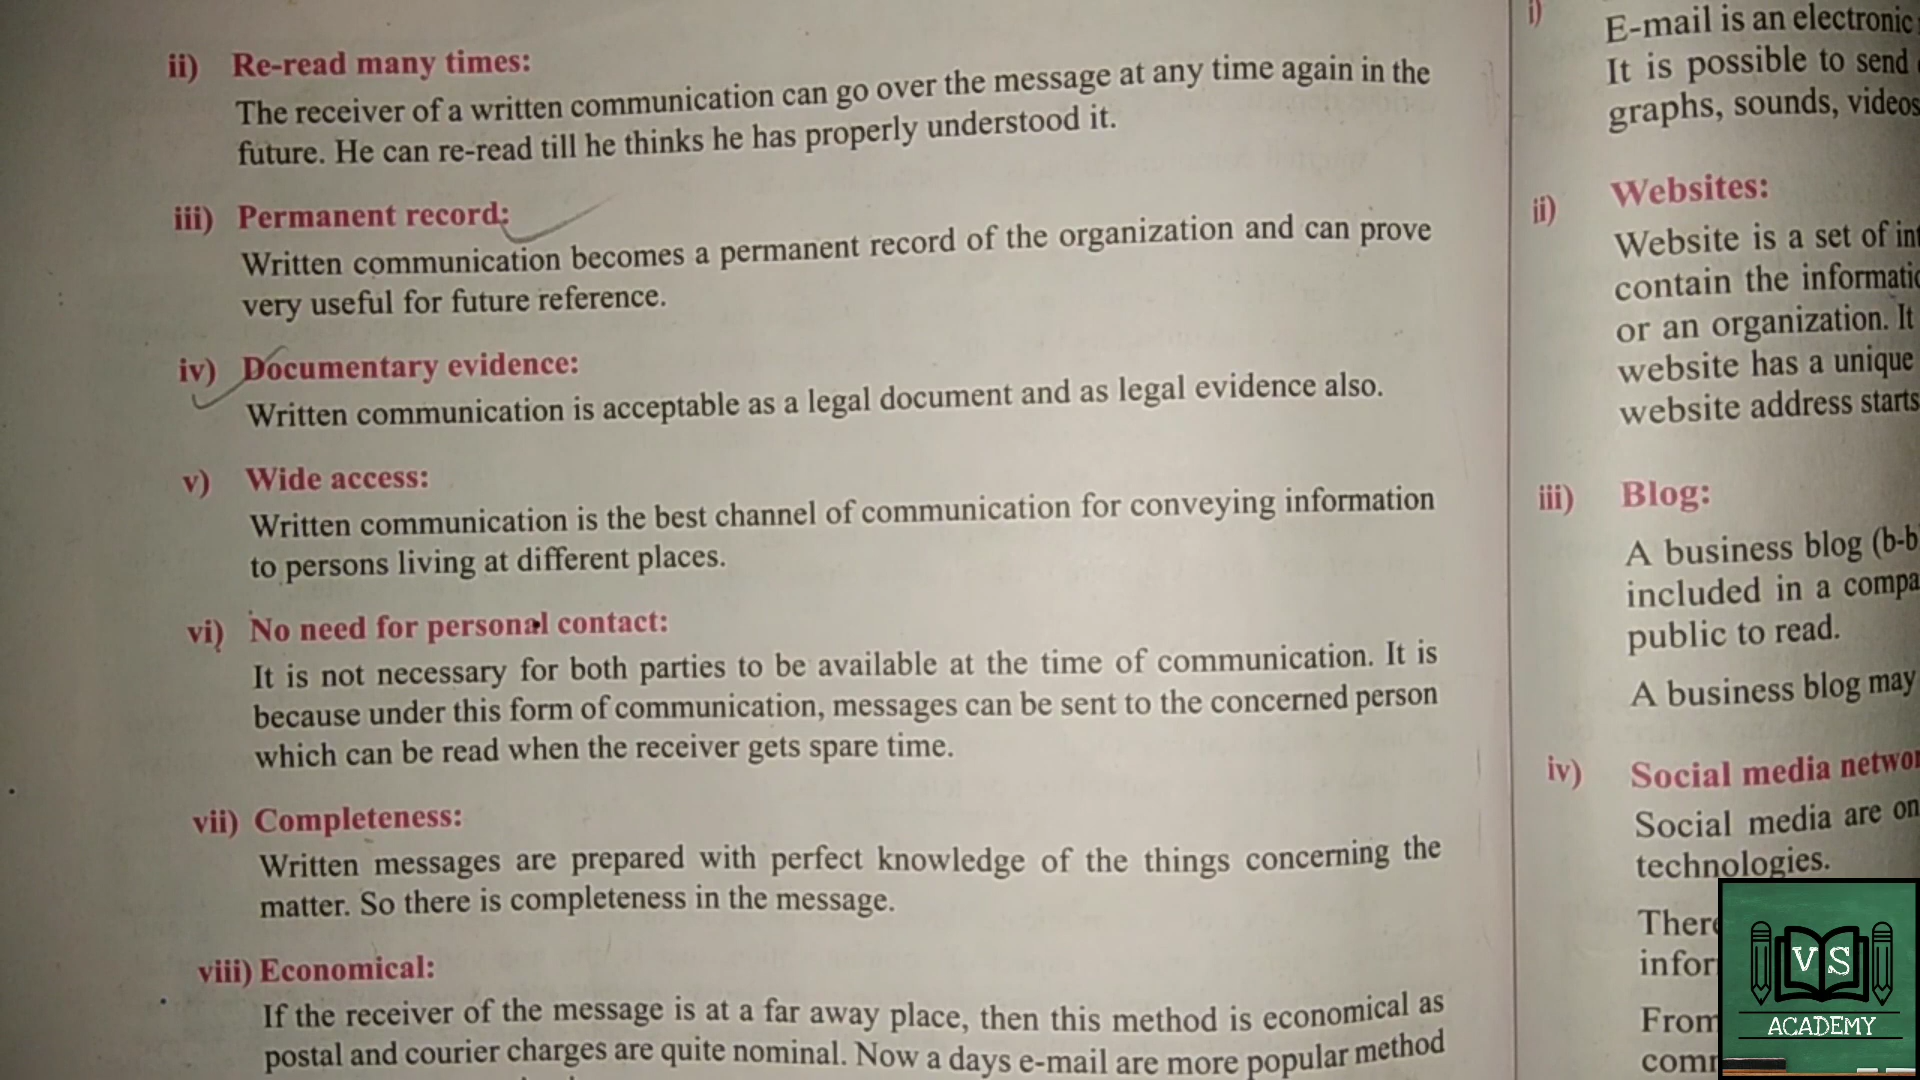 ii) Re-read many times:
The receiver of a written communication can go over the message at any time again in the
future. He can re-read till he thinks he has properly understood it.
iii) Permanent record:
Written communication becomes a permanent record of the organization and can prove
very useful for future reference.
iv) Documentary evidence:
Written communication is acceptable as a legal document and as legal evidence also.
v) Wide access:
Written communication is the best channel of communication for conveying information
to persons living at different places.
vi) No need for personal contact:
It is not necessary for both parties to be available at the time of communication. It is
because under this form of communication, messages can be sent to the concerned person
which can be read when the receiver gets spare time.
vii) Completeness:
Written messages are prepared with perfect knowledge of the things concerning the
matter. So there is completeness in the message.
viii) Economical:
If the receiver of the message is at a far away place, then this method is economical as
postal and courier charges are quite nominal. Now a days e-mail are more popular method
i)
E-mail is an electronic
It is possible to send
graphs, sounds, videos
ii) Websites:
Website is a set of
contain the
or an organization. It
website has a unique
website address starts
iii) Blog:
A business blog
included in a
public to read.
A business blog may
iv) Social media
Social media are
technologies.
From
VS
ACADEMY